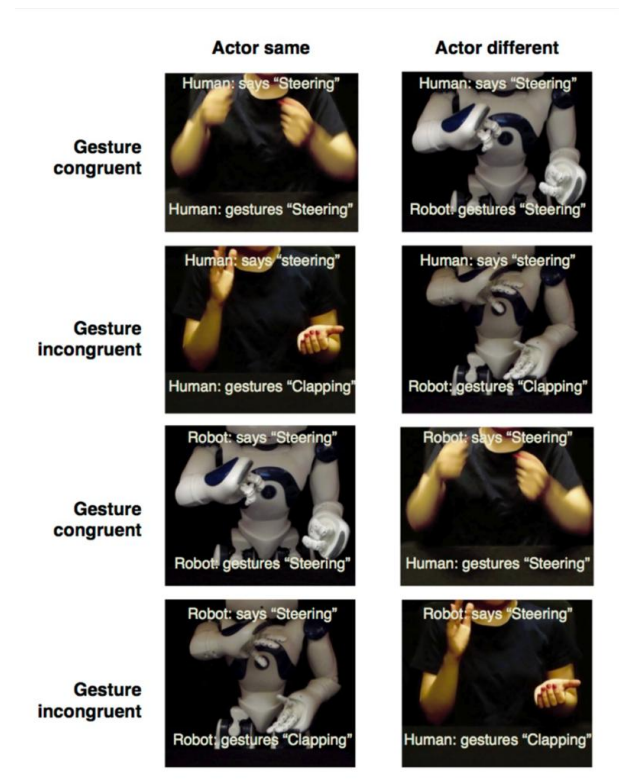 Actor same
Actor different
Gesture
congruent
Human: says “Steering”
Human: gestures “Steering”
Human: says “Steering”
Robot: gestures “Steering”
Gesture
incongruent
Human: says “steering”
Human: gestures “Clapping”
Human: says “steering”
Robot: gestures “Clapping”
Gesture
congruent
Robot: says “Steering”
Robot: gestures “Steering”
Robot: says “Steering”
Human: gestures “Steering”
Gesture
incongruent
Robot: says “Steering”
Robot: gestures “Clapping”
Robot: says “Steering”
Human: gestures “Clapping”